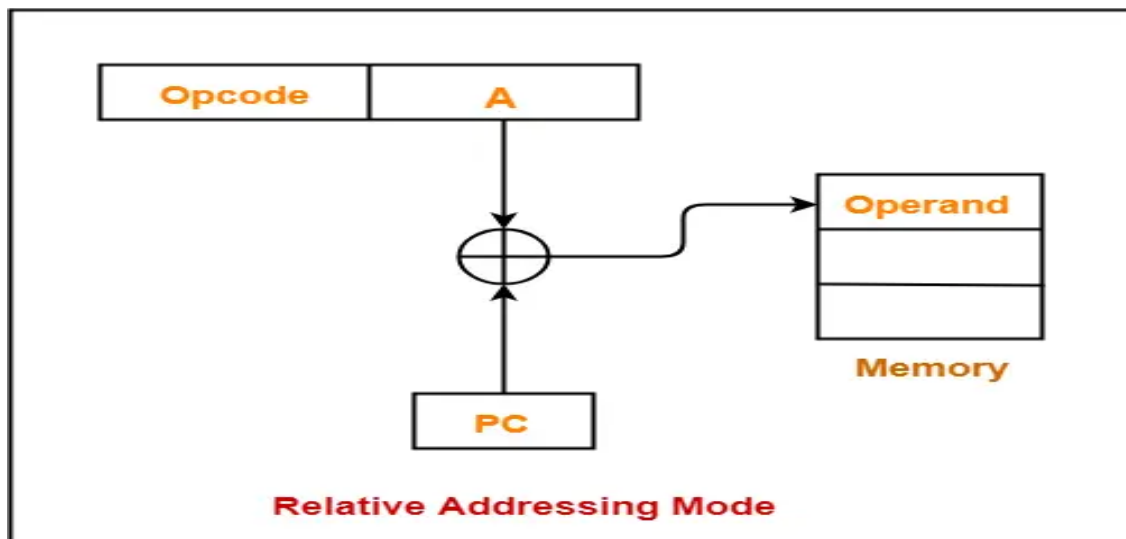 Opcode
A
Operand
Memory
PC
Relative Addressing Mode